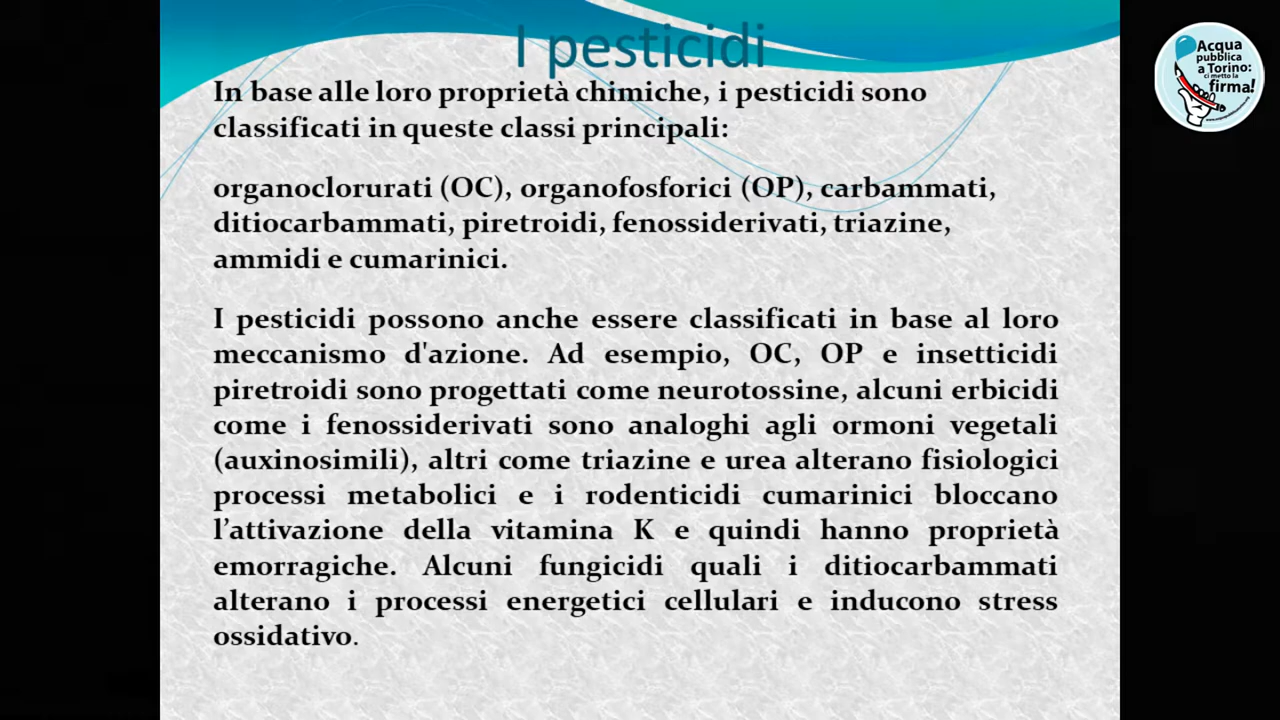 I pesticidi
In base alle loro proprietà chimiche, i pesticidi sono
classificati in queste classi principali:
organoclorurati (OC), organofosforici (OP), carbammati,
ditiocarbammati, piretroidi, fenossiderivati, triazine,
ammidi e cumarinici.
I pesticidi possono anche essere classificati in base al loro
meccanismo d'azione. Ad esempio, OC, OP e insetticidi
piretroidi sono progettati come neurotossine, alcuni erbicidi
come i fenossiderivati sono analoghi agli ormoni vegetali
(auxinosimili), altri come triazine e urea alterano fisiologici
processi metabolici e i rodenticidi cumarinici bloccano
l’attivazione della vitamina K e quindi hanno proprietà
emorragiche. Alcuni fungicidi quali i ditiocarbammati
alterano i processi energetici cellulari e inducono stress
ossidativo.
Acqua
pubblica
a Torino:
ci metto la
firma!